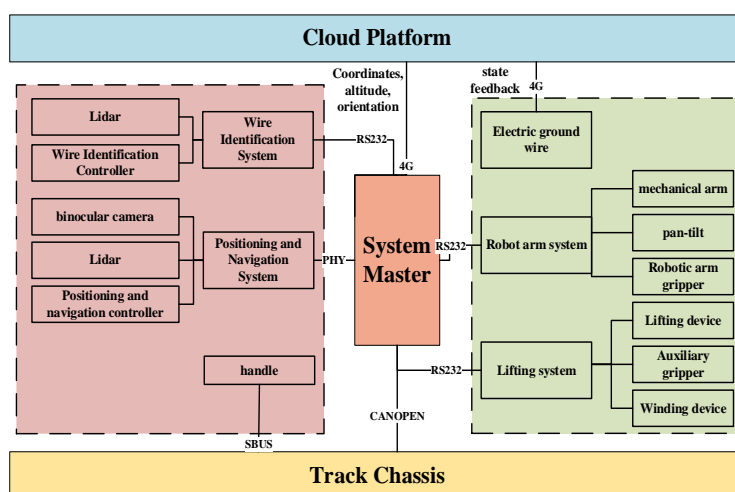 Cloud Platform
Coordinates,
altitude,
orientation
state
feedback
4G
Lidar
Wire Identification
Controller
Wire
Identification
System
RS232
4G
Electric ground
wire
binocular camera
Lidar
Positioning and
navigation controller
Positioning and
Navigation
System
PHY
System
Master
RS232
Robot arm system
mechanical arm
pan-tilt
Robotic arm
gripper
handle
SBUS
CANOPEN
RS232
Lifting system
Lifting device
Auxiliary
gripper
Winding device
Track Chassis